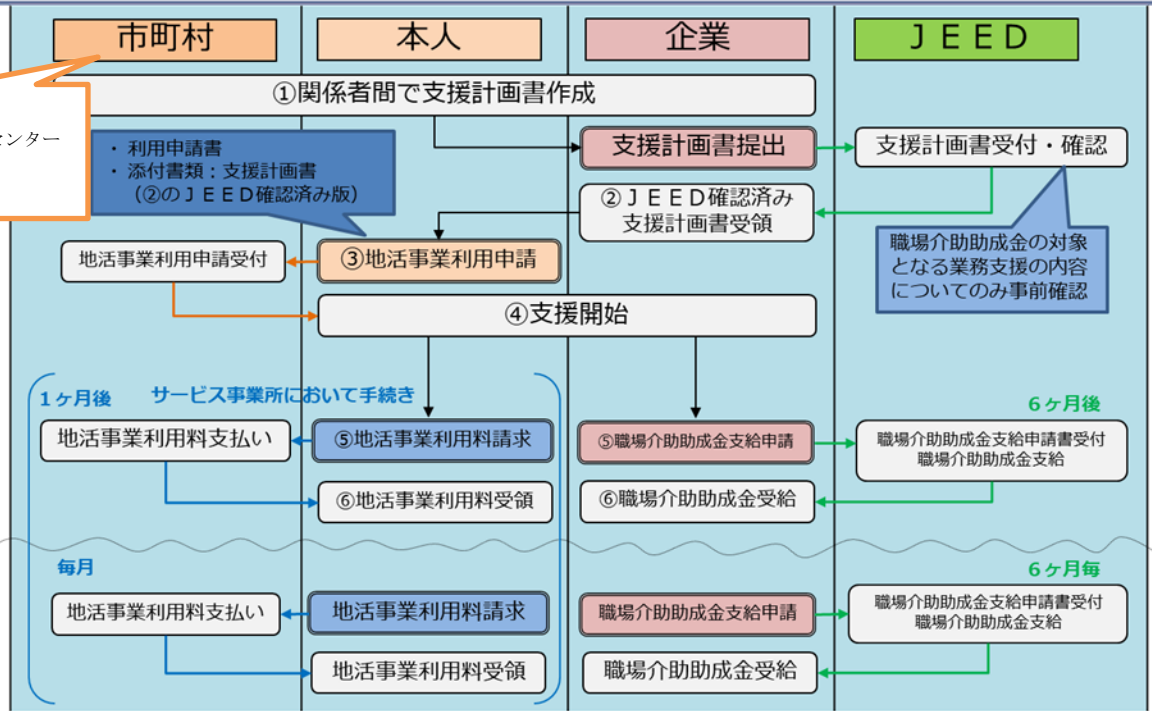 市町村
本人
企業
ＪＥＥＤ
①関係者間で支援計画書作成
センター
・ 利用申請書
・ 添付書類：支援計画書
（②のＪＥＥＤ確認済み版）
支援計画書提出
支援計画書受付・確認
②ＪＥＥＤ確認済み
支援計画書受領
職場介助助成金の対象
となる業務支援の内容
についてのみ事前確認
地活事業利用申請受付
③地活事業利用申請
④支援開始
1ヶ月後
サービス事業所において手続き
6ヶ月後
地活事業利用料支払い
⑤地活事業利用料請求
⑤職場介助助成金支給申請
職場介助助成金支給申請書受付
職場介助助成金支給
⑥地活事業利用料受領
⑥職場介助助成金受給
毎月
6ヶ月毎
地活事業利用料支払い
地活事業利用料請求
職場介助助成金支給申請
職場介助助成金支給申請書受付
職場介助助成金支給
地活事業利用料受領
職場介助助成金受給